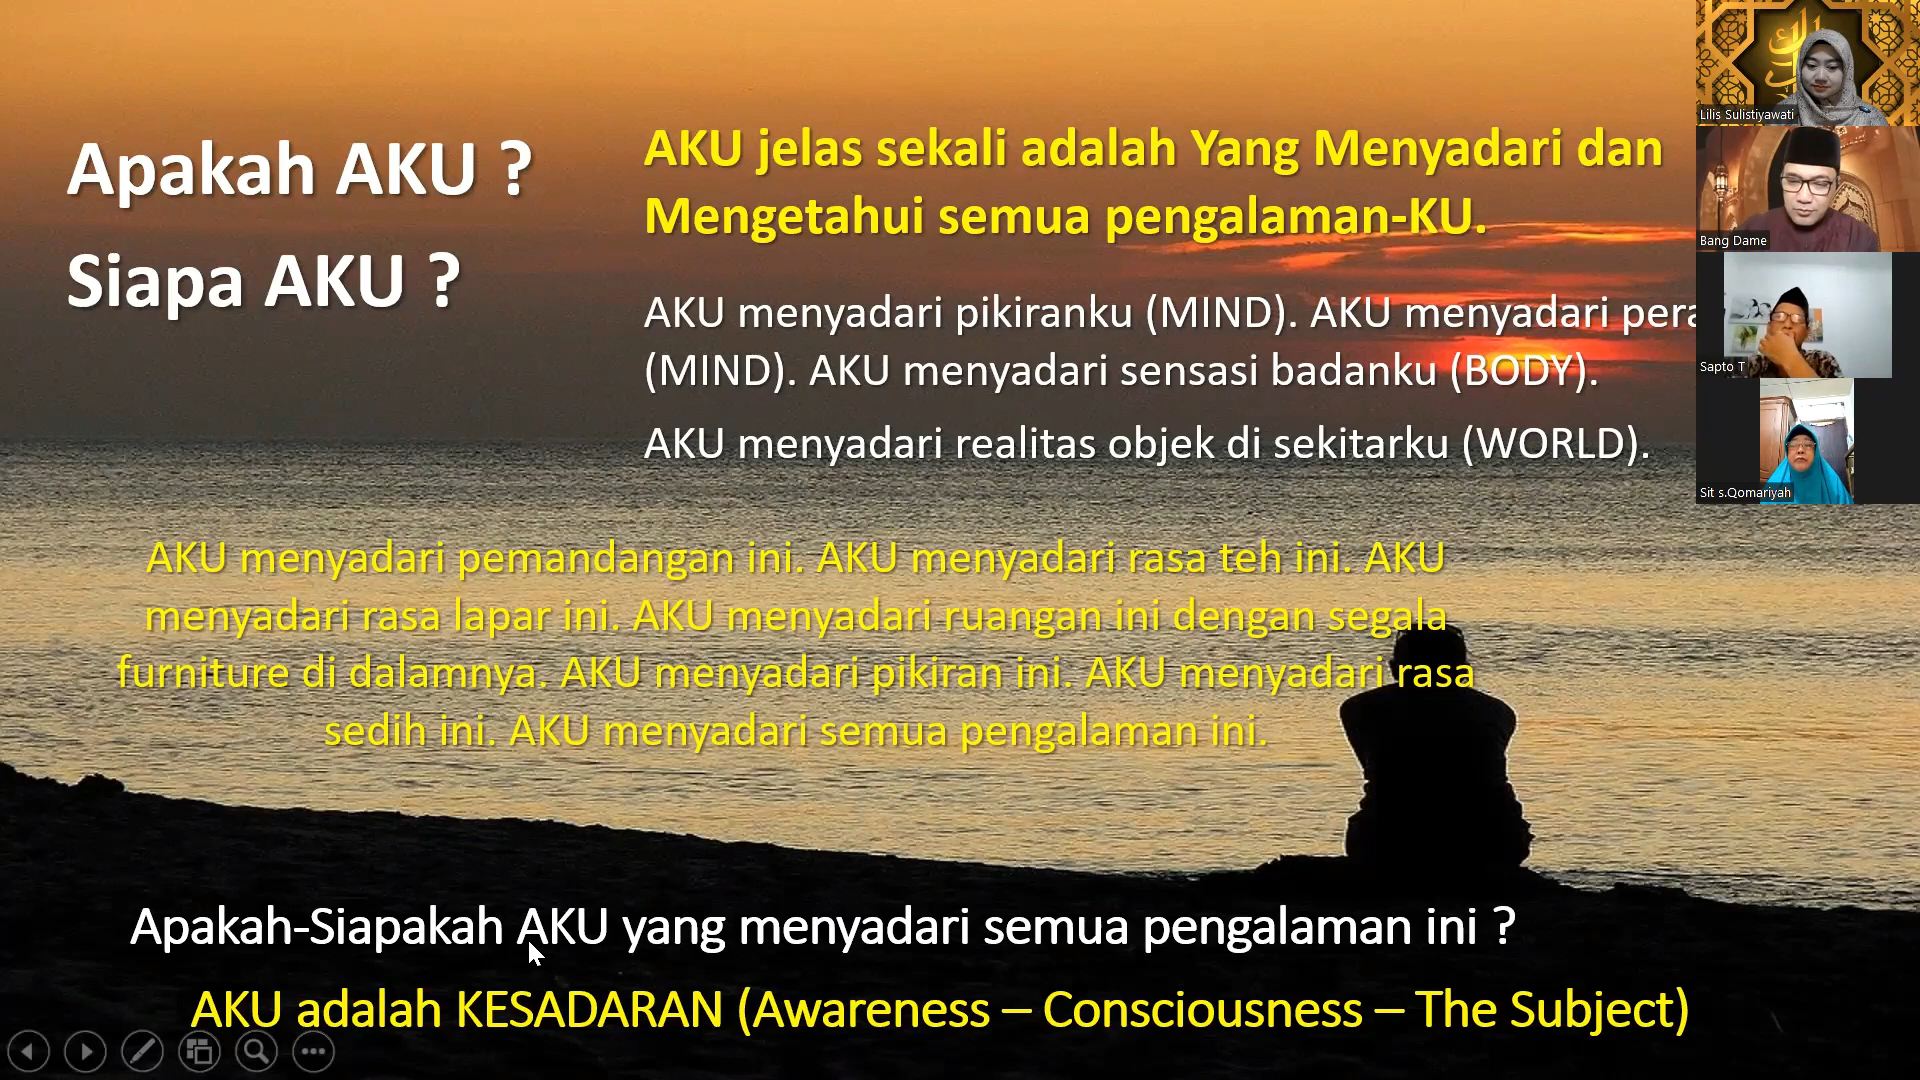 Apakah AKU ?
Siapa AKU ?
AKU jelas sekali adalah Yang Menyadari dan
Mengetahui semua pengalaman-KU.
AKU menyadari pikiranku (MIND). AKU menyadari
(MIND). AKU menyadari sensasi badanku (BODY).
AKU menyadari realitas objek di sekitarku (WORLD).
AKU menyadari pemandangan ini. AKU menyadari rasa teh ini. AKU
menyadari rasa lapar ini. AKU menyadari ruangan ini dengan segala
furniture di dalamnya. AKU menyadari pikiran ini. AKU menyadari rasa
sedih ini. AKU menyadari semua pengalaman ini.
Apakah-Siapakah AKU yang menyadari semua pengalaman ini ?
AKU adalah KESADARAN (Awareness – Consciousness – The Subject)
Lilis Sulistiyawati
Bang Dame
Sapto T
Sit s.Qomariyah